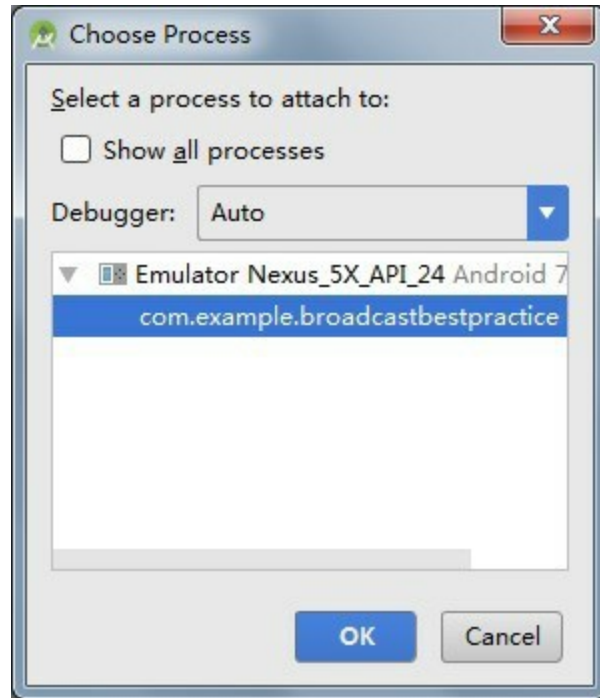 Choose Process
Select a process to attach to:
Show all processes
Debugger: Auto
Emulator Nexus_5X_API_24 Android 7
com.example.broadcastbestpractice
OK Cancel